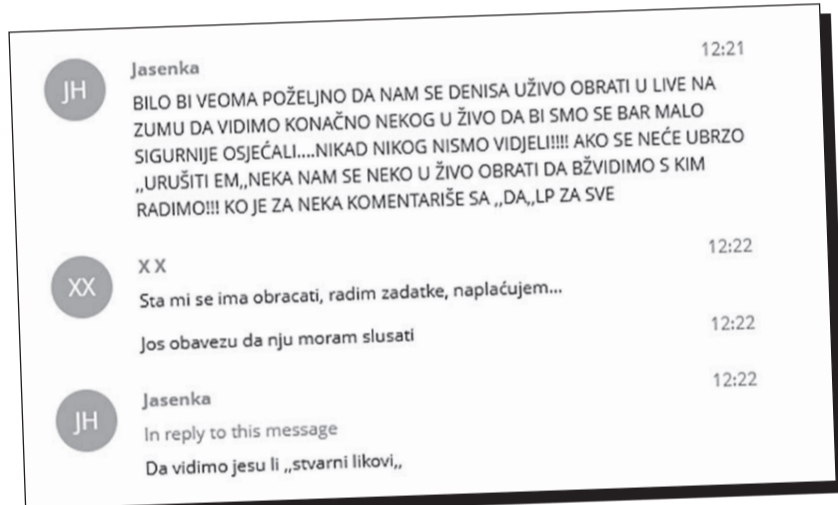 JH
Jasenka
12:21
BILO BI VEOMA POŽELJNO DA NAM SE DENISA UŽIVO OBRATI U LIVE NA
ZUMU DA VIDIMO KONAČNO NEKOG U ŽIVO DA BI SMO SE BAR MALO
SIGURNIJE OSJEĆALI....NIKAD NIKOG NISMO VIDJELI!!!! AKO SE NEĆE UBRZO
,,URUŠITI EM,,NEKA NAM SE NEKO U ŽIVO OBRATI DA BŽVIDIMO S KIM
RADIMO!!! KO JE ZA NEKA KOMENTARIŠE SA ,,DA,,LP ZA SVE
XX
X X
12:22
Sta mi se ima obracati, radim zadatke, naplaćujem...
12:22
Jos obavezu da nju moram slusati
JH
Jasenka
12:22
In reply to this message
Da vidimo jesu li ,,stvarni likovi,,